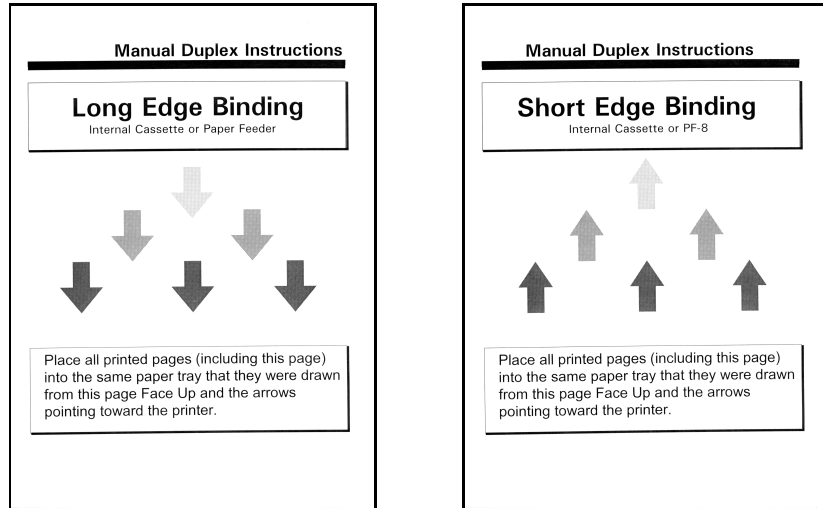 Manual Duplex Instructions
Long Edge Binding
Internal Cassette or Paper Feeder
Place all printed pages (including this page)
into the same paper tray that they were drawn
from this page Face Up and the arrows
pointing toward the printer.
Manual Duplex Instructions
Short Edge Binding
Internal Cassette or PF-8
Place all printed pages (including this page)
into the same paper tray that they were drawn
from this page Face Up and the arrows
pointing toward the printer.